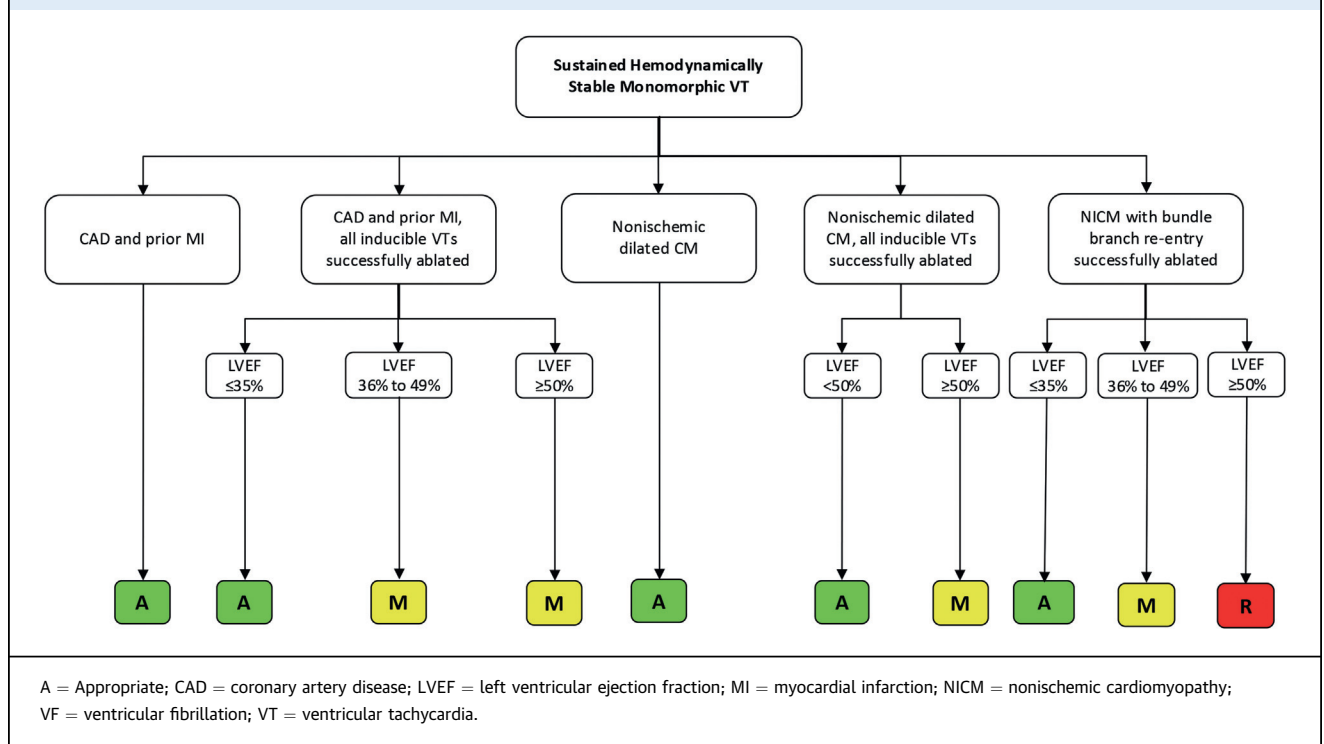 Sustained Hemodynamically
Stable Monomorphic VT
CAD and prior MI
CAD and prior MI,
all inducible VTs
successfully ablated
Nonischemic
dilated CM
Nonischemic dilated
CM, all inducible VTs
successfully ablated
NICM with bundle
branch re-entry
successfully ablated
LVEF
≤35%
LVEF
36% to 49%
LVEF
≥50%
LVEF
<50%
LVEF
≥50%
LVEF
≤35%
LVEF
36% to 49%
LVEF
≥50%
A
A
M
M
A
A
M
A
M
R
A = Appropriate; CAD = coronary artery disease; LVEF = left ventricular ejection fraction; MI = myocardial infarction; NICM = nonischemic cardiomyopathy;
VF = ventricular fibrillation; VT = ventricular tachycardia.